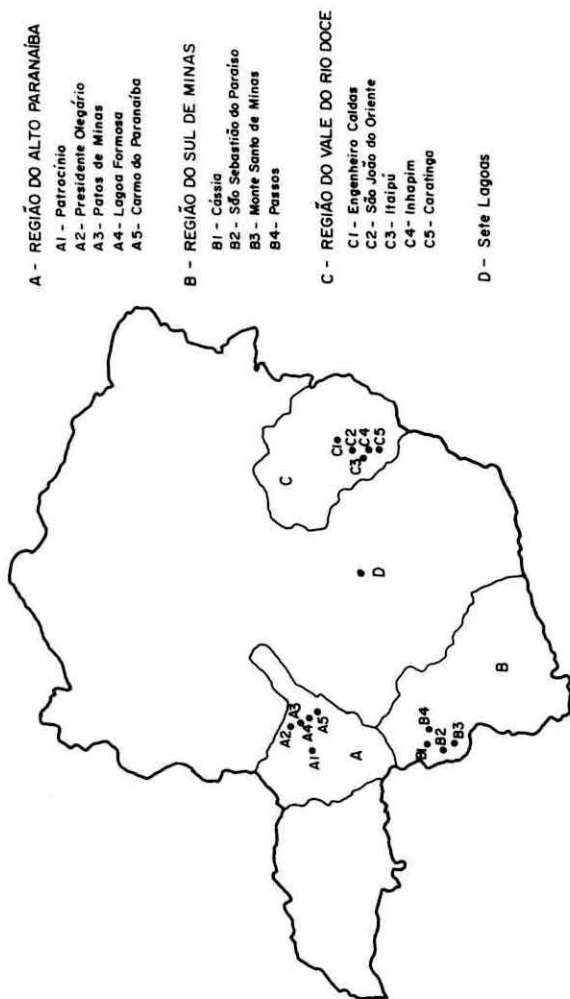 A - REGIÃO DO ALTO PARANAÍBA
A1 - Patrocínio
A2- Presidente Olegário
A3- Patos de Minas
A4- Lagoa Formosa
A5- Carmo do Paranaíba
B - REGIÃO DO SUL DE MINAS
B1 - Cássia
B2 - São Sebastião do Paraíso
B3 - Monte Santo de Minas
B4 - Passos
C - REGIÃO DO VALE DO RIO DOCE
C1 - Engenheiro Caldas
C2 - São João do Oriente
C3 - Itaipú
C4 - Inhapim
C5 - Caratinga
D - Sete Lagoas
C
C1
C2
C3
C4
C5
D
A2
A3
A1
A4
A5
A
B1
B4
B2
B3
B